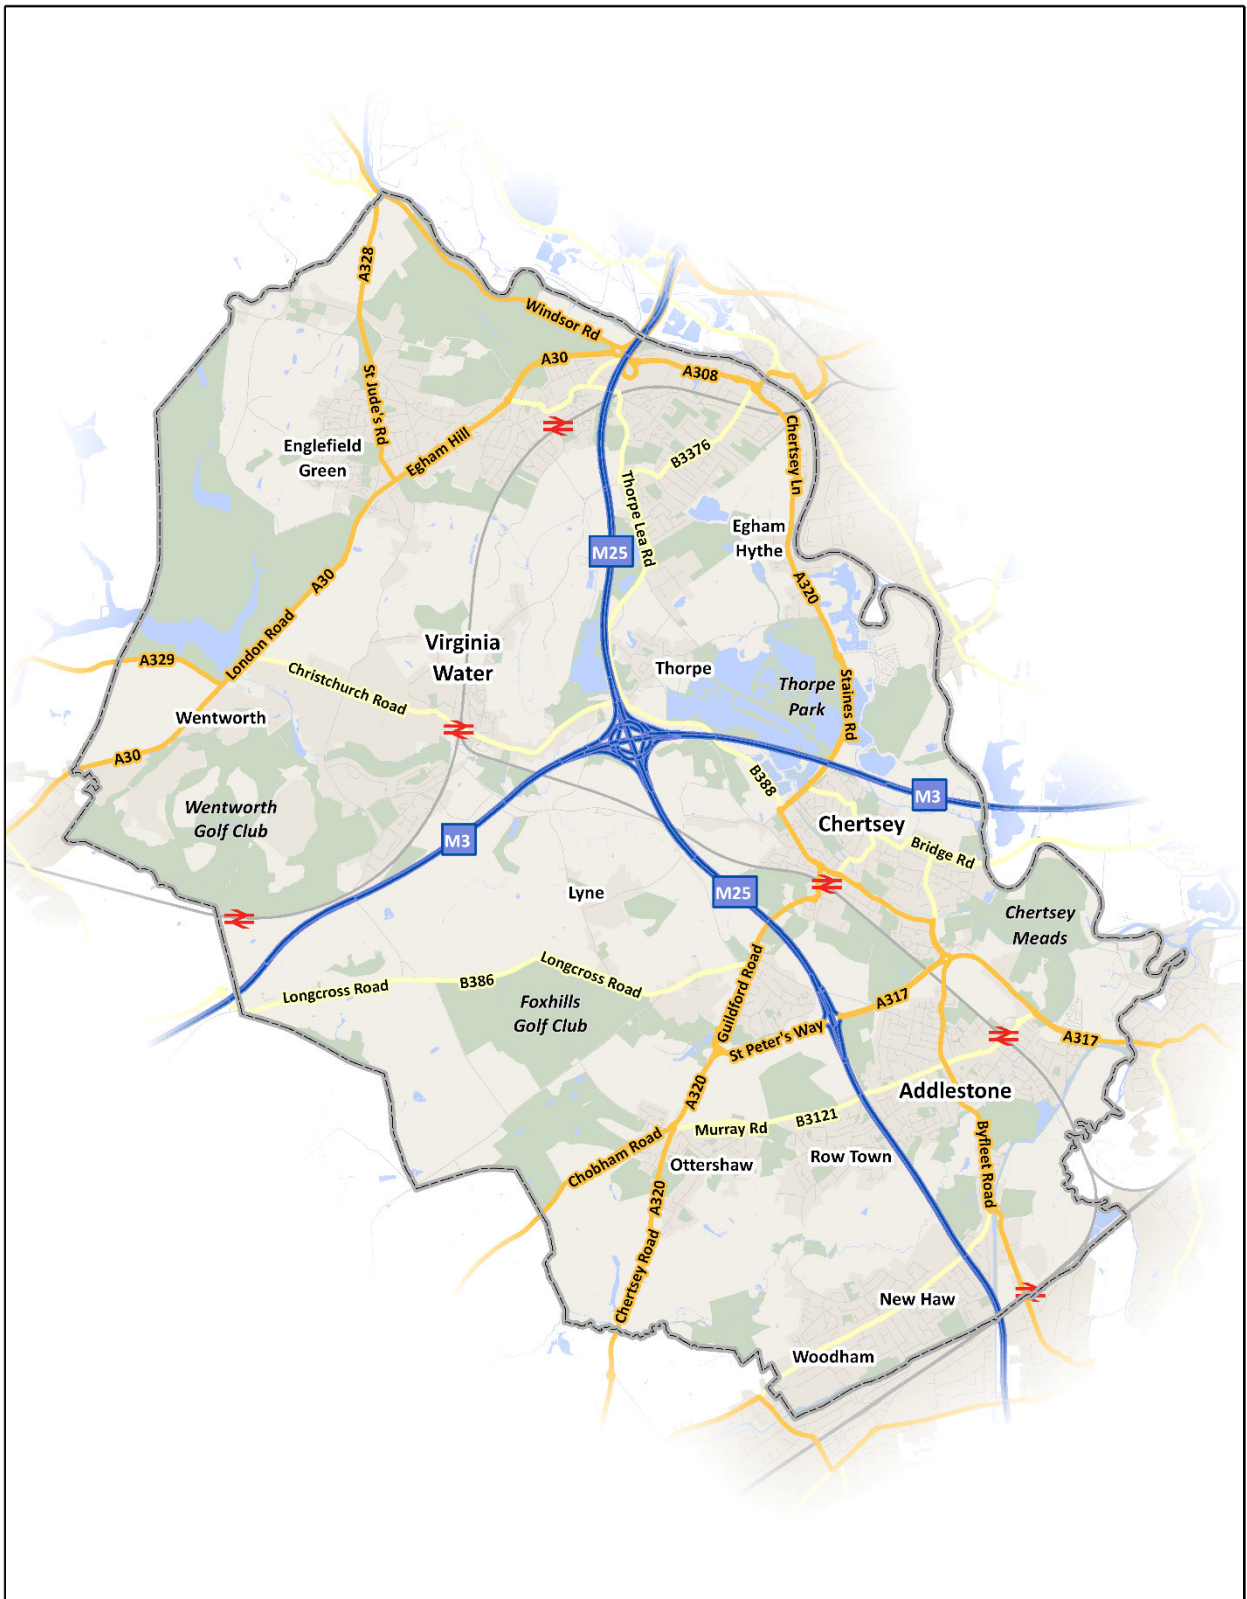 A328
Windsor Rd
A30
A308
St Jude's Rd
Chertsey Ln
Englefield
Green
Egham Hill
B3376
Thorpe Lea Rd
Egham
Hythe
M25
A30
A320
London Road
Virginia
Water
A329
Christchurch Road
Thorpe
Thorpe
Park
Staines Rd
Wentworth
A30
B388
M3
Wentworth
Golf Club
Chertsey
M3
Bridge Rd
Lyne
M25
Chertsey
Meads
Longcross Road
B386
Longcross Road
Foxhills
Golf Club
Guildford Road
A317
St Peter's Way
A317
A320
Addlestone
Murray Rd
B3121
Chobham Road
Ottershaw
Row Town
Byfleet Road
A320
Chertsey Road
New Haw
Woodham